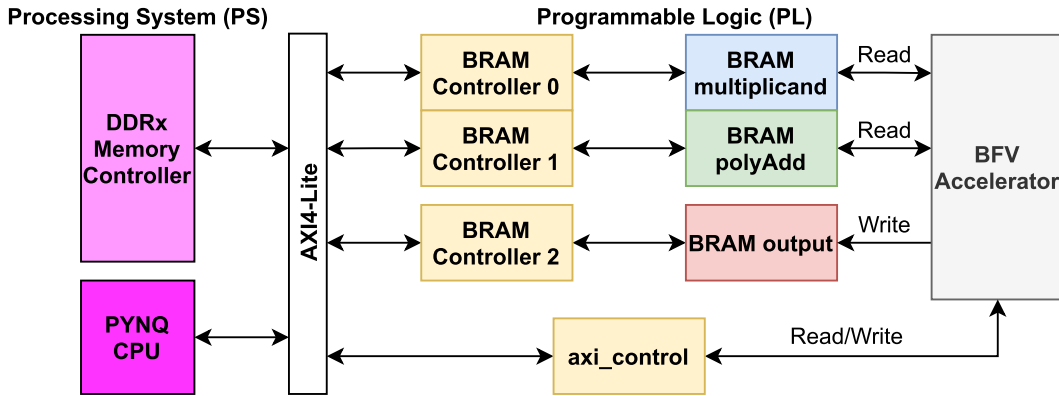 Processing System (PS)
Programmable Logic (PL)
DDRx
Memory
Controller
PYNQ
CPU
AXI4-Lite
BRAM
Controller 0
BRAM
multiplicand
Read
BRAM
Controller 1
BRAM
polyAdd
Read
BFV
Accelerator
BRAM
Controller 2
BRAM output
Write
axi_control
Read/Write